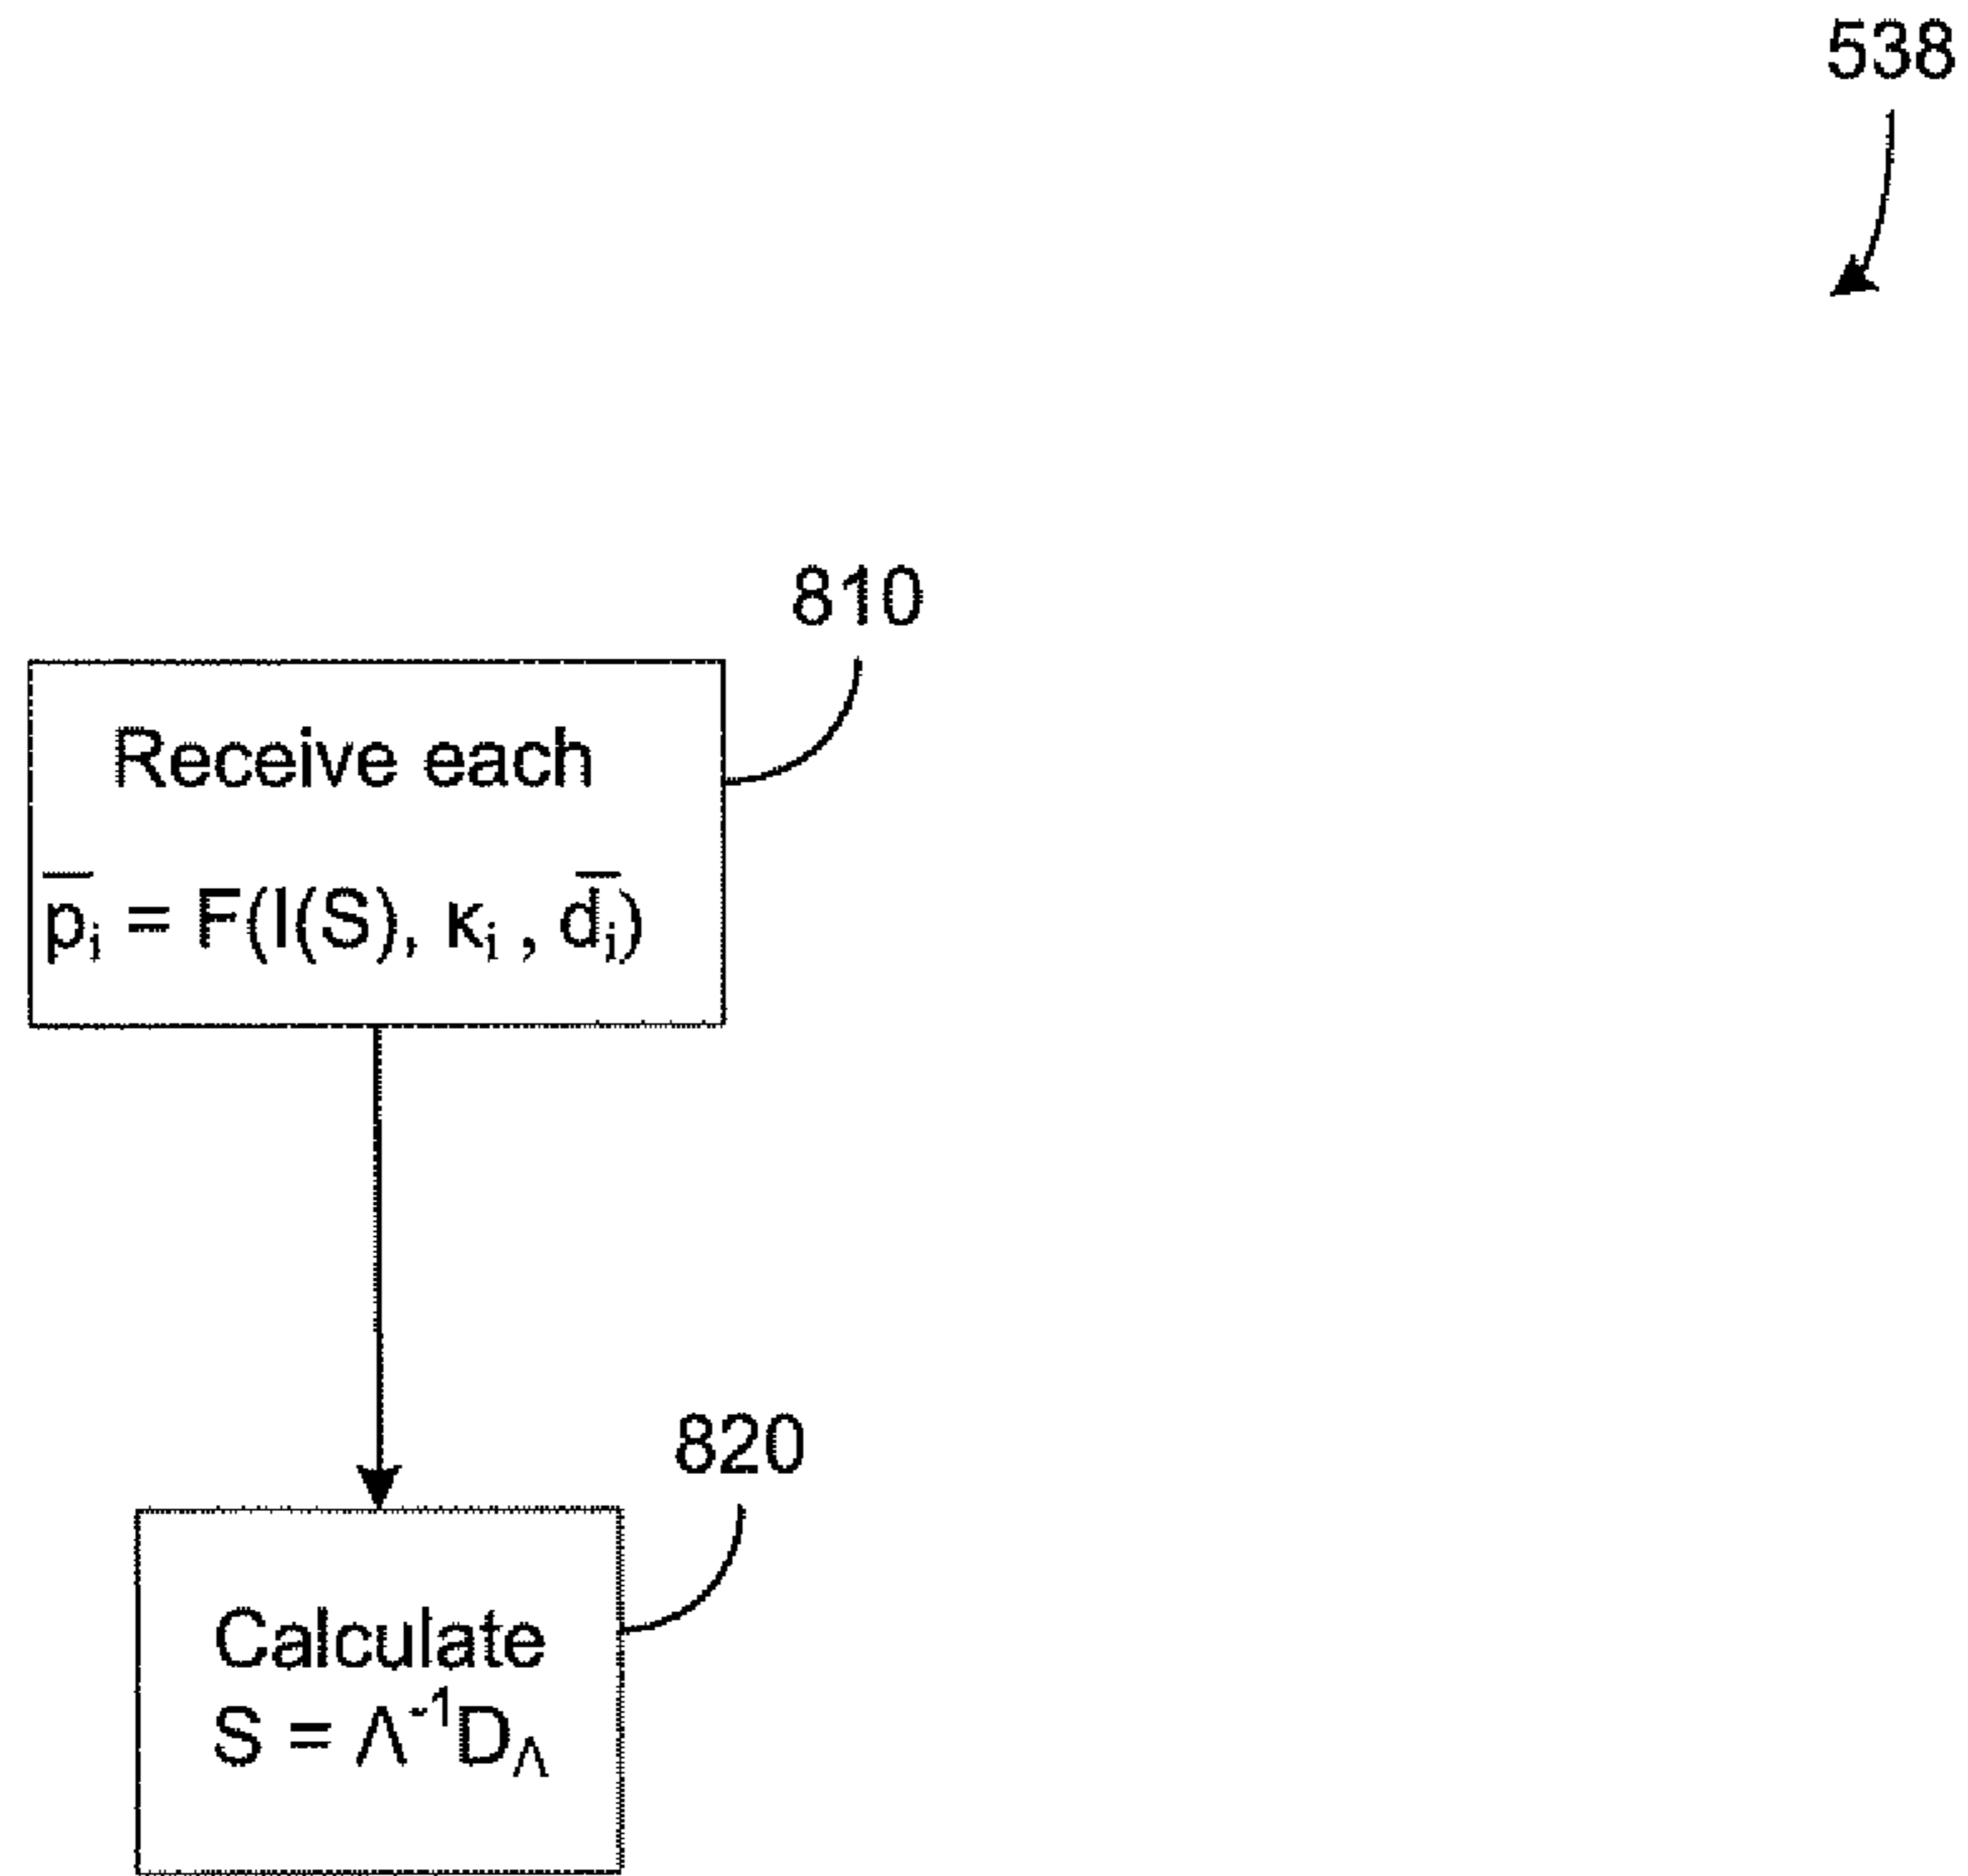 538
810
Receive each
p̅ᵢ = F(I(S), κᵢ , d̅ᵢ)
820
Calculate
S = Λ⁻¹D_Λ